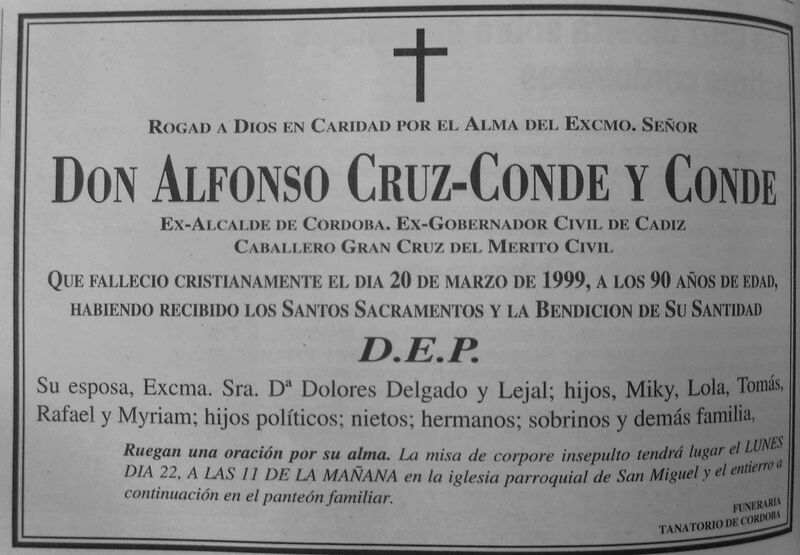 ROGAD A DIOS EN CARIDAD POR EL ALMA DEL EXCMO. SEÑOR
DON ALFONSO CRUZ-CONDE Y CONDE
EX-ALCALDE DE CORDOBA. EX-GOBERNADOR CIVIL DE CADIZ
CABALLERO GRAN CRUZ DEL MERITO CIVIL
QUE FALLECIO CRISTIANAMENTE EL DIA 20 DE MARZO DE 1999, A LOS 90 AÑOS DE EDAD,
HABIENDO RECIBIDO LOS SANTOS SACRAMENTOS Y LA BENDICION DE SU SANTIDAD
D.E.P.
Su esposa, Excma. Sra. Dª Dolores Delgado y Lejal; hijos, Miky, Lola, Tomás,
Rafael y Myriam; hijos políticos; nietos; hermanos; sobrinos y demás familia,
Ruegan una oración por su alma. La misa de corpore insepulto tendrá lugar el LUNES
DIA 22, A LAS 11 DE LA MAÑANA en la iglesia parroquial de San Miguel y el entierro a
continuación en el panteón familiar.
FUNERARIA
TANATORIO DE CORDOBA